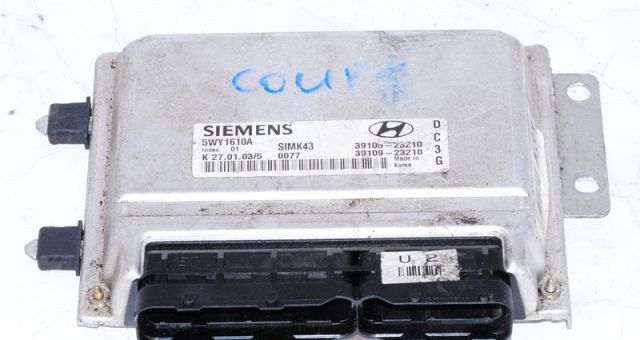 COUPE
SIEMENS
5WY1610A
Index 01 SIMK43 39109-23210
K 27.01.03/5 0077 39109-23210
Made in
Korea
D
C
3
G
U 2